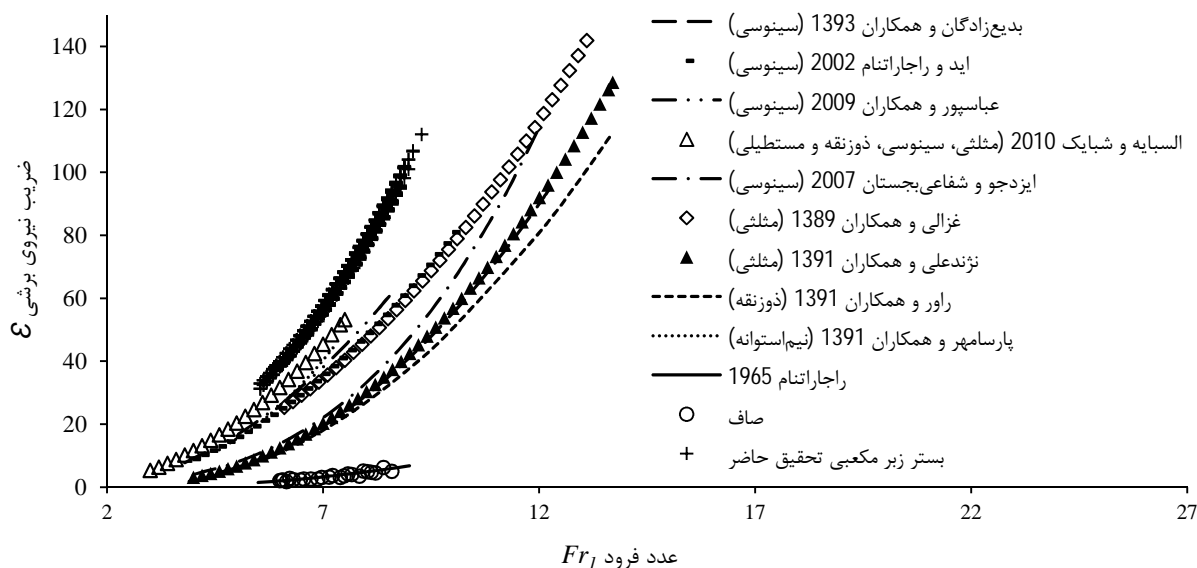 140
120
100
80
60
40
20
0
ضریب نیروی برشی ε
2 7 12 17 22 27
عدد فرود Fr1
بدیع‌زادگان و همکاران 1393 (سینوسی)
اید و راجاراتنام 2002 (سینوسی)
عباسپور و همکاران 2009 (سینوسی)
السبایه و شبایک 2010 (مثلثی، سینوسی، ذوزنقه و مستطیلی)
ایزدجو و شفاعی‌بجستان 2007 (سینوسی)
غزالی و همکاران 1389 (مثلثی)
نژندعلی و همکاران 1391 (مثلثی)
راور و همکاران 1391 (ذوزنقه)
پارسامهر و همکاران 1391 (نیم‌استوانه)
راجاراتنام 1965
صاف
بستر زبر مکعبی تحقیق حاضر